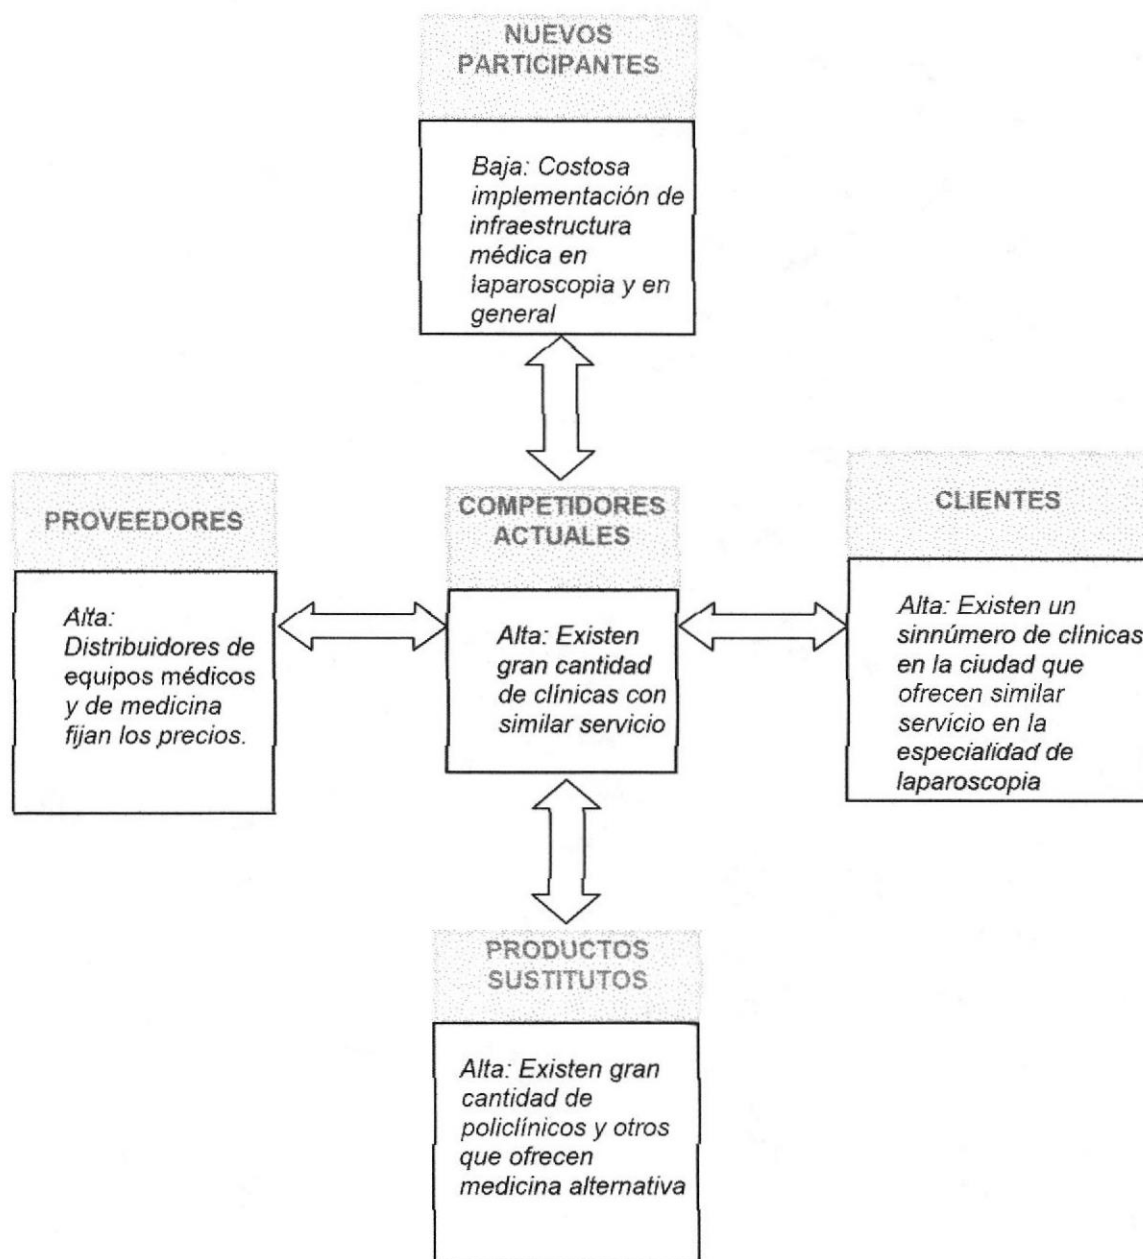 NUEVOS
PARTICIPANTES
Baja: Costosa
implementación de
infraestructura
médica en
laparoscopia y en
general
PROVEEDORES
Alta:
Distribuidores de
equipos médicos
y de medicina
fijan los precios.
COMPETIDORES
ACTUALES
Alta: Existen
gran cantidad
de clínicas con
similar servicio
CLIENTES
Alta: Existen un
sinnúmero de clínicas
en la ciudad que
ofrecen similar
servicio en la
especialidad de
laparoscopia
PRODUCTOS
SUSTITUTOS
Alta: Existen gran
cantidad de
policlínicos y otros
que ofrecen
medicina alternativa